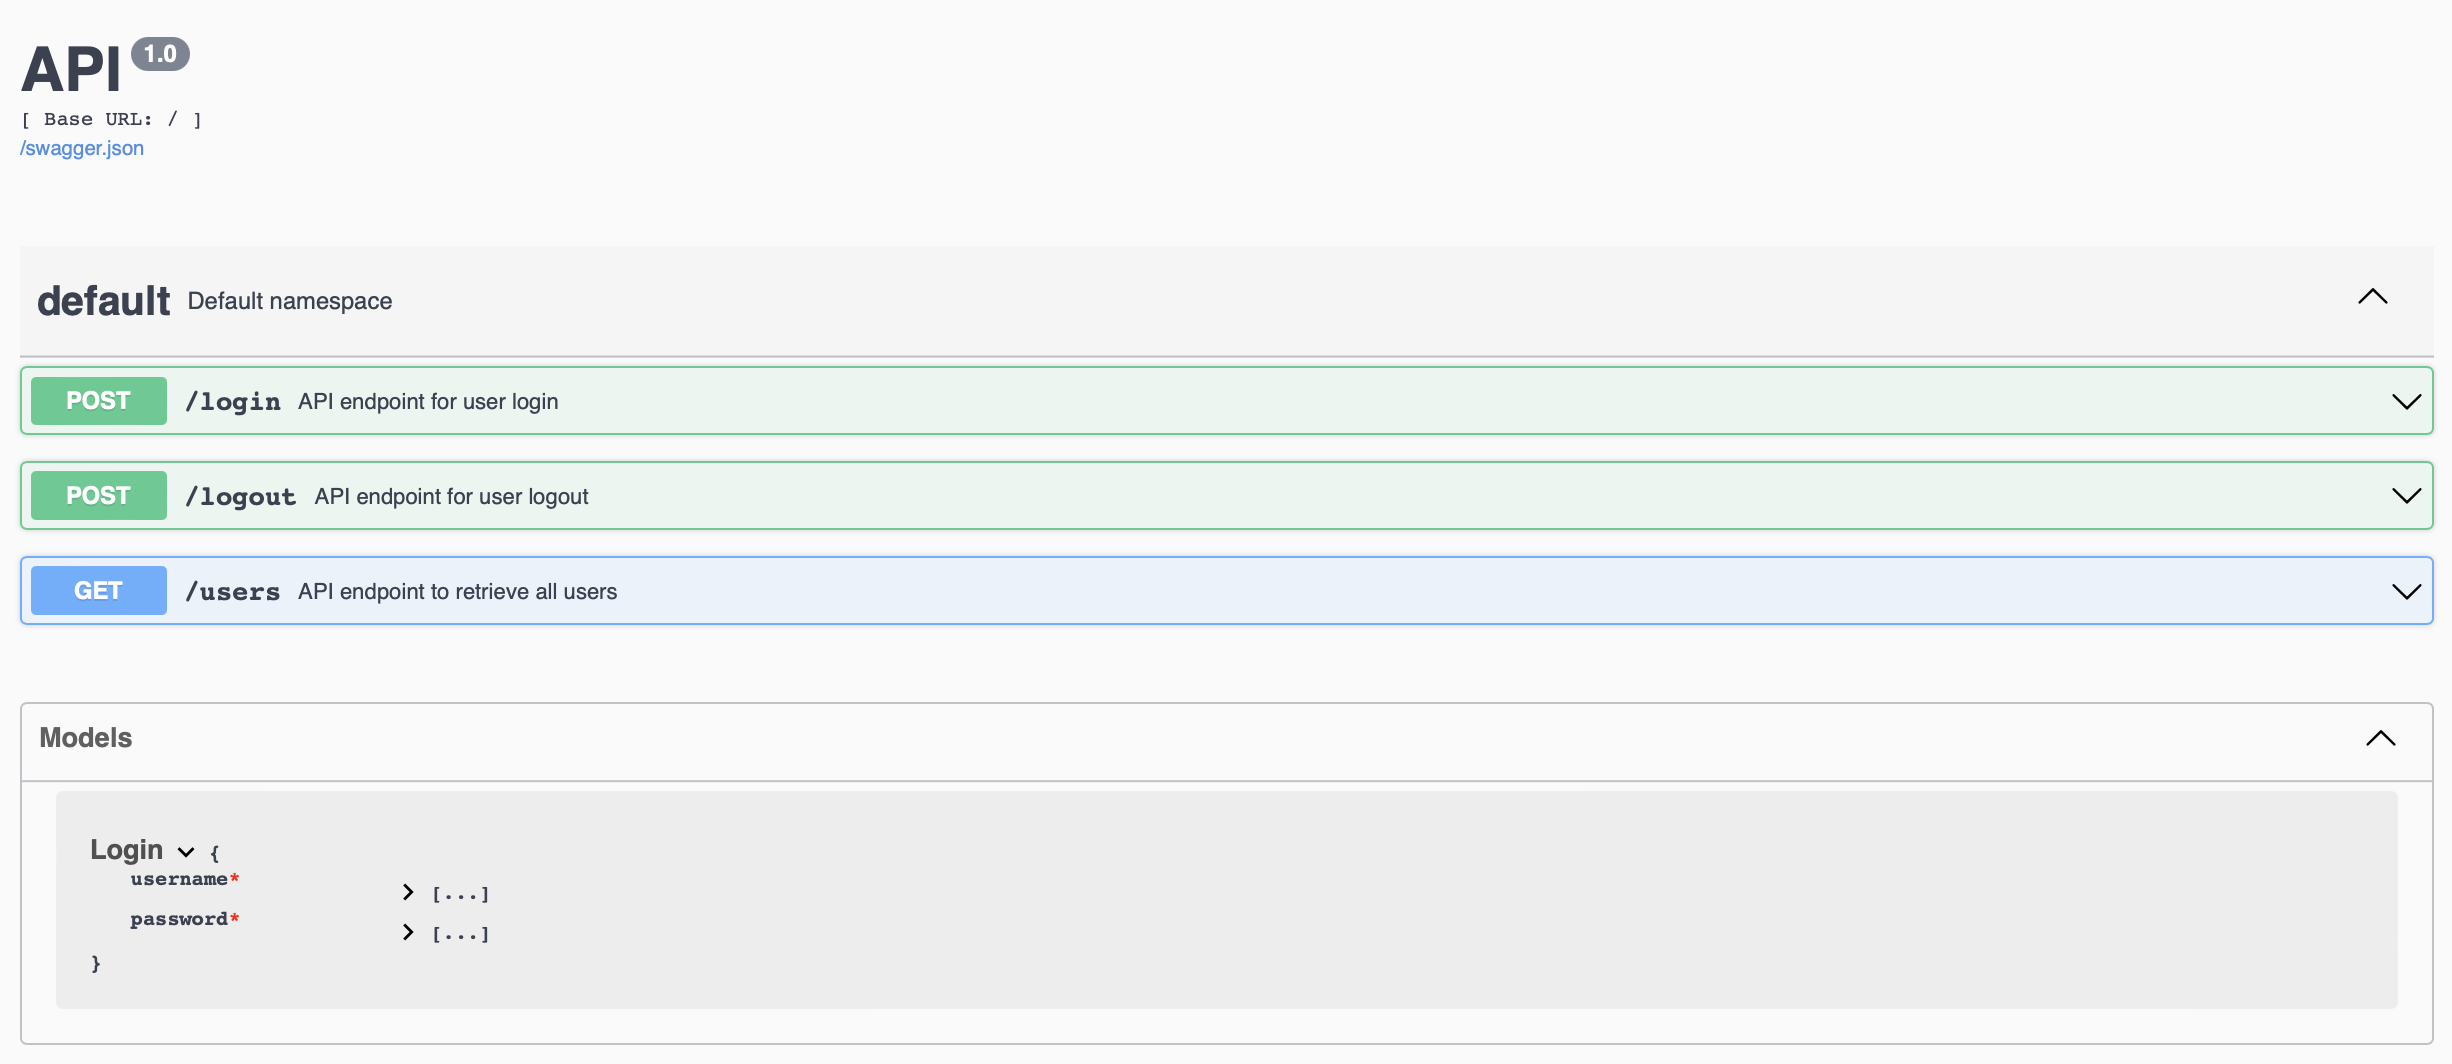 API 1.0
[ Base URL: / ]
/swagger.json
default Default namespace
POST /login API endpoint for user login
POST /logout API endpoint for user logout
GET /users API endpoint to retrieve all users
Models
Login {
username* [...]
password* [...]
}